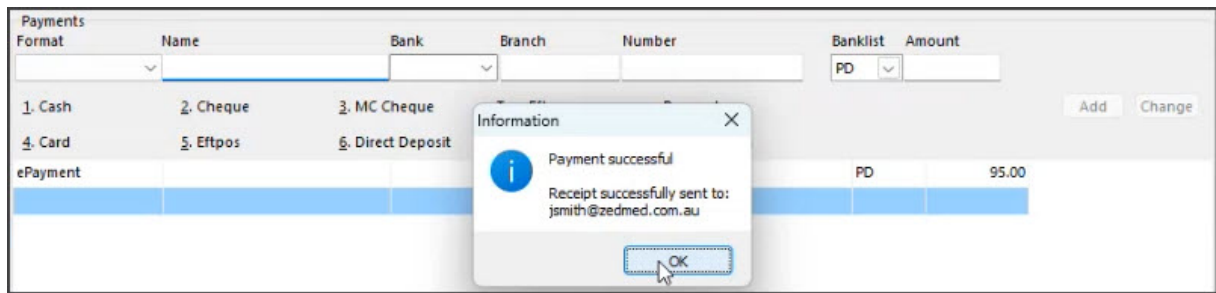 Payments
Format Name Bank Branch Number Banklist Amount
PD
1. Cash 2. Cheque 3. MC Cheque Add Change
Information
4. Card 5. Eftpos 6. Direct Deposit
Payment successful
ePayment PD 95.00
Receipt successfully sent to:
jsmith@zedmed.com.au
OK